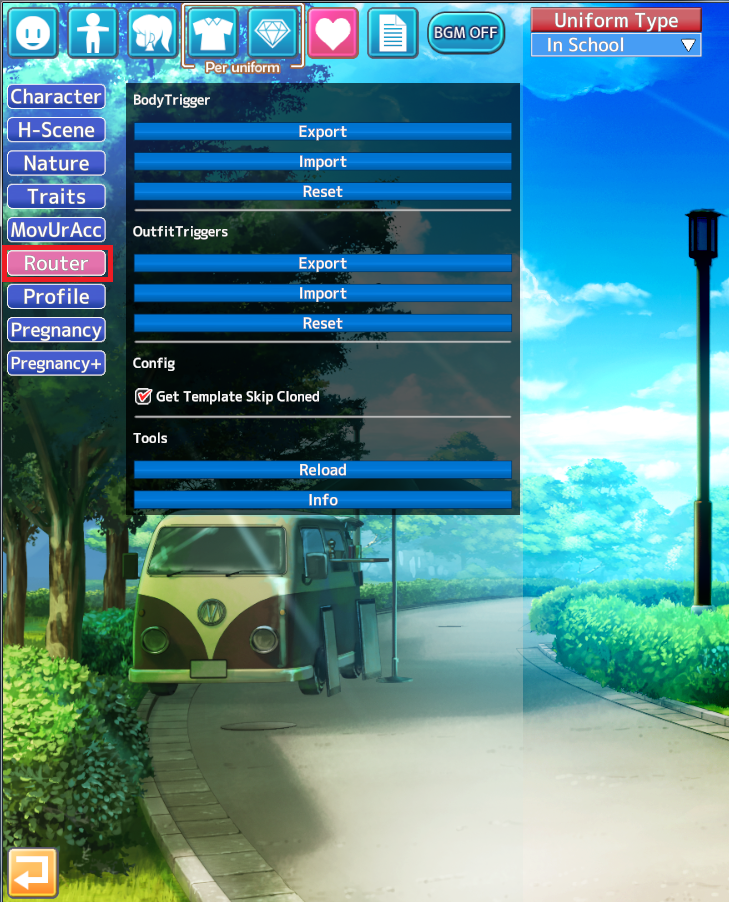 BGM OFF
Per uniform
Uniform Type
In School
Character
H-Scene
Nature
Traits
MovUrAcc
Router
Profile
Pregnancy
Pregnancy+
BodyTrigger
Export
Import
Reset
OutfitTriggers
Export
Import
Reset
Config
Get Template Skip Cloned
Tools
Reload
Info